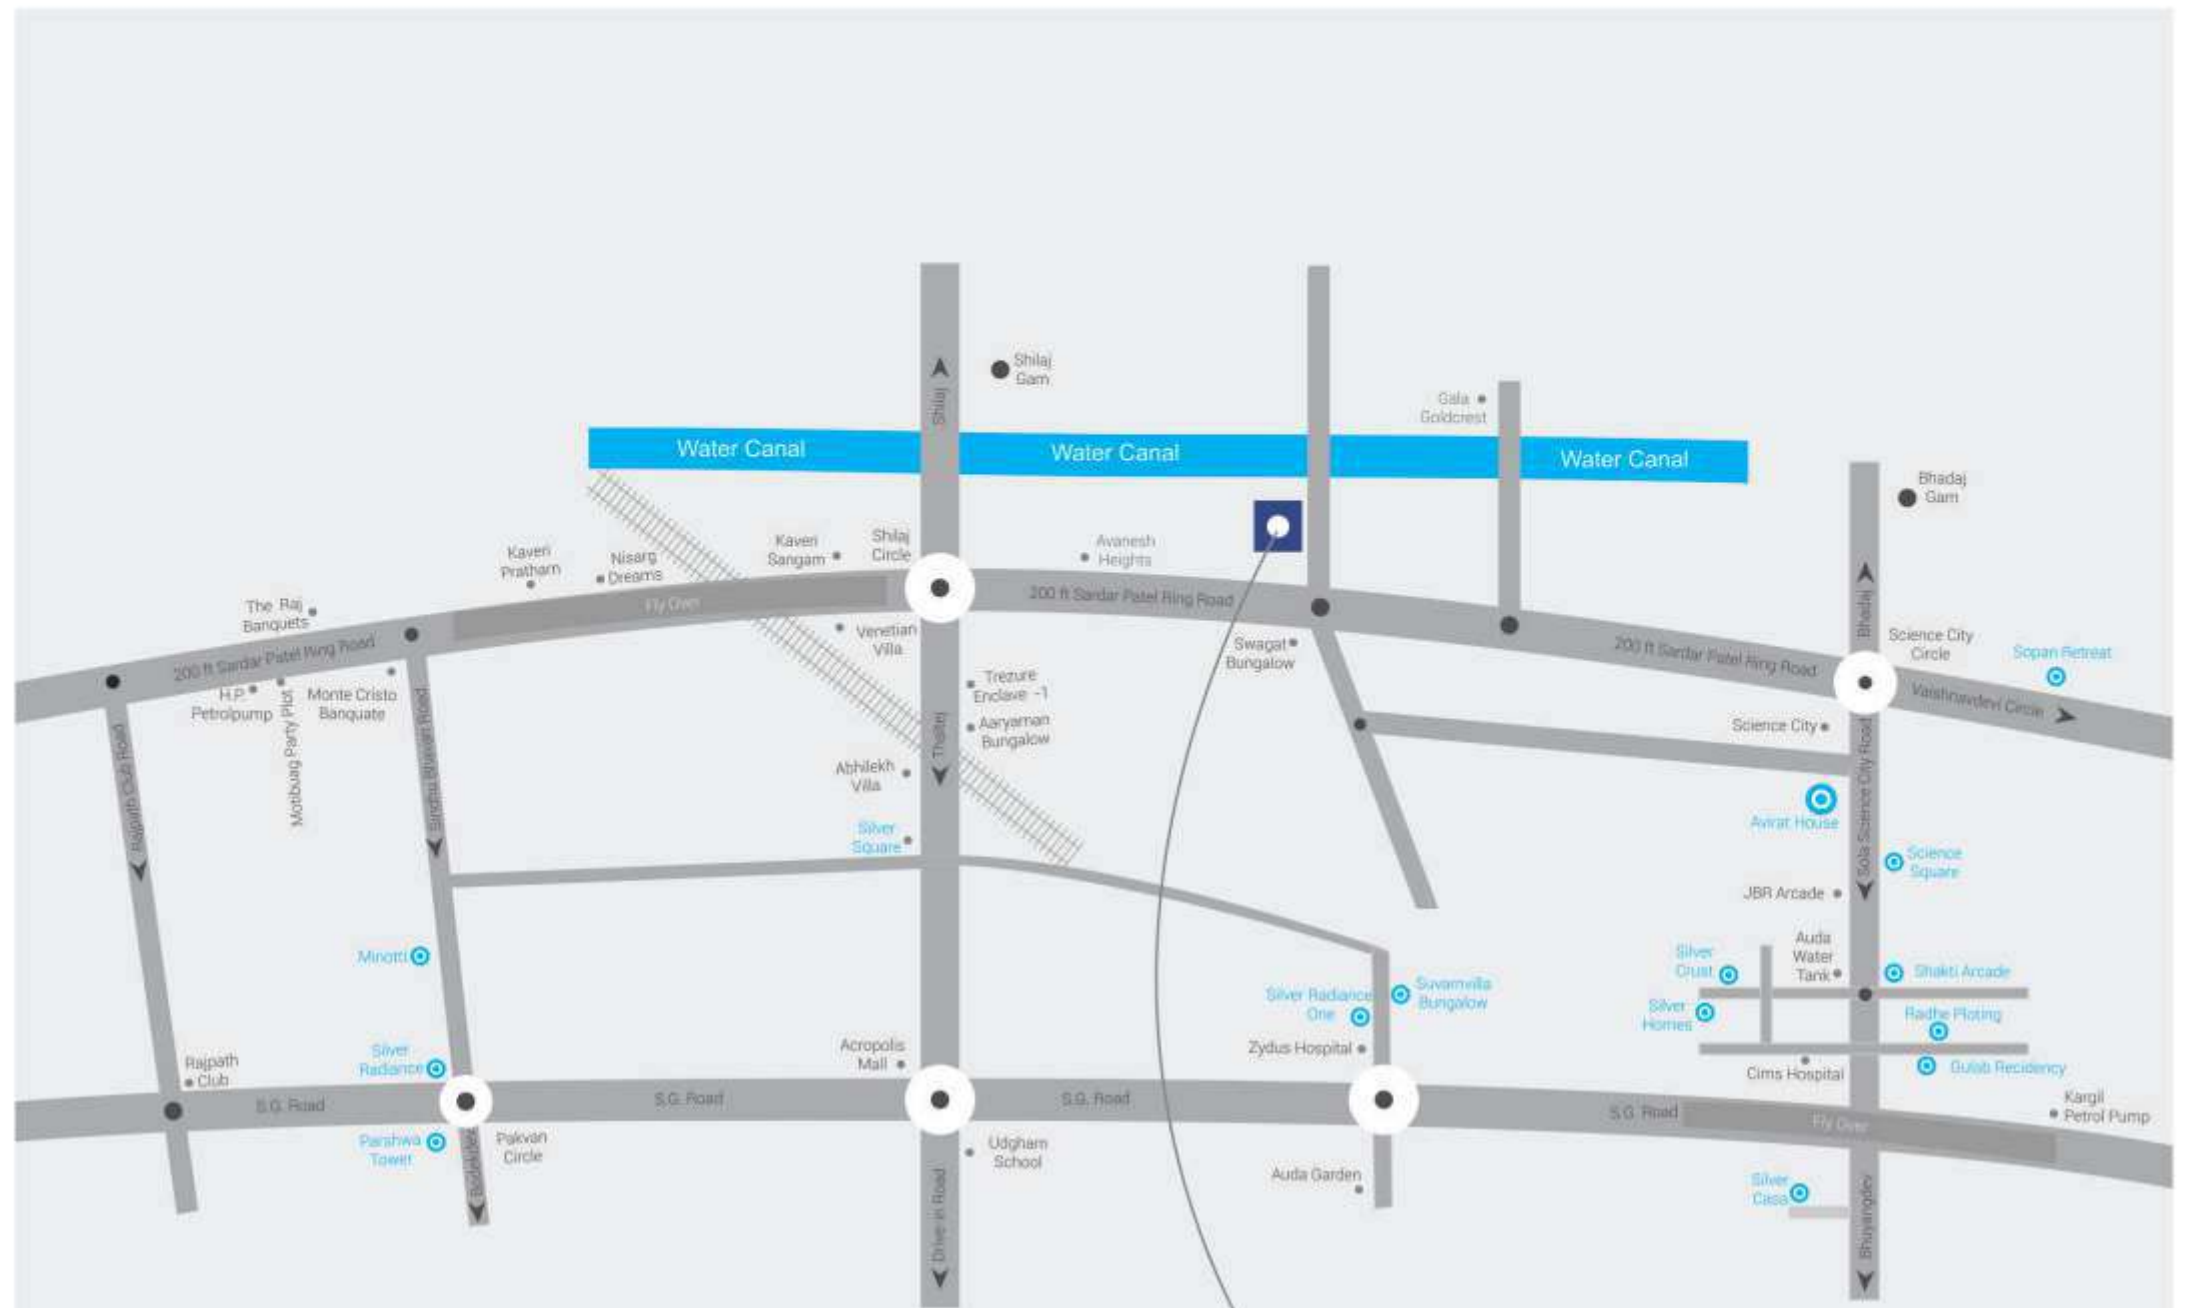 Shilaj
Gam
Shilaj
Gala
Goldcrest
Water Canal
Water Canal
Water Canal
Bhadaj
Gam
Kaveri
Pratham
Nisarg
Dreams
Kaveri
Sangam
Shilaj
Circle
Avanesh
Heights
The Raj
Banquets
Fly Over
200 ft Sardar Patel Ring Road
200 ft Sardar Patel Ring Road
200 ft Sardar Patel Ring Road
Bhadaj
Science City
Circle
Sopan Retreat
Vaishnavdevi Circle
H.P.
Petrolpump
Motibuag Party Plot
Monte Cristo
Banquate
Venetian
Villa
Swagat
Bungalow
Trezure
Enclave -1
Aaryaman
Bungalow
Thaltej
Science City
Rajpath Club Road
Sindhu Bhavan Road
Abhilekh
Villa
Silver
Square
Avirat House
Sola Science City Road
Science
Square
JBR Arcade
Minotti
Auda
Water
Tank
Silver
Crust
Shakti Arcade
Silver Radiance
One
Suvarnvilla
Bungalow
Silver
Homes
Radhe Ploting
Rajpath
Club
Silver
Radiance
Acropolis
Mall
Zydus Hospital
Cims Hospital
Gulab Recidency
S.G. Road
S.G. Road
S.G. Road
S.G. Road
Fly Over
Kargil
Petrol Pump
Parshwa
Tower
Bodekdev
Pakvan
Circle
Udgham
School
Auda Garden
Silver
Casa
Drive-in Road
Bhuyangdev